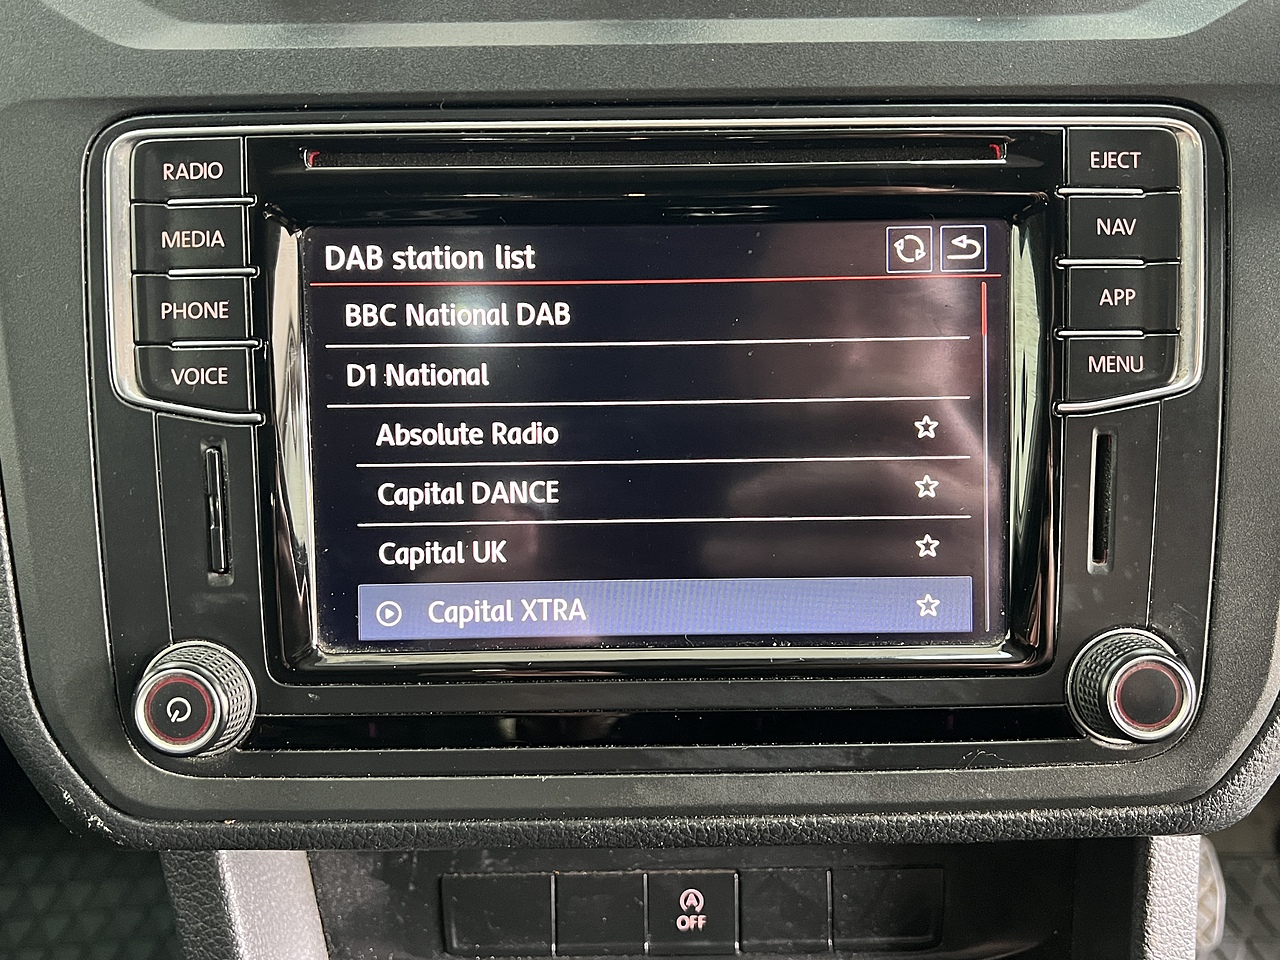 RADIO
MEDIA
PHONE
VOICE
EJECT
NAV
APP
MENU
DAB station list
BBC National DAB
D1 National
Absolute Radio
Capital DANCE
Capital UK
Capital XTRA
A
OFF